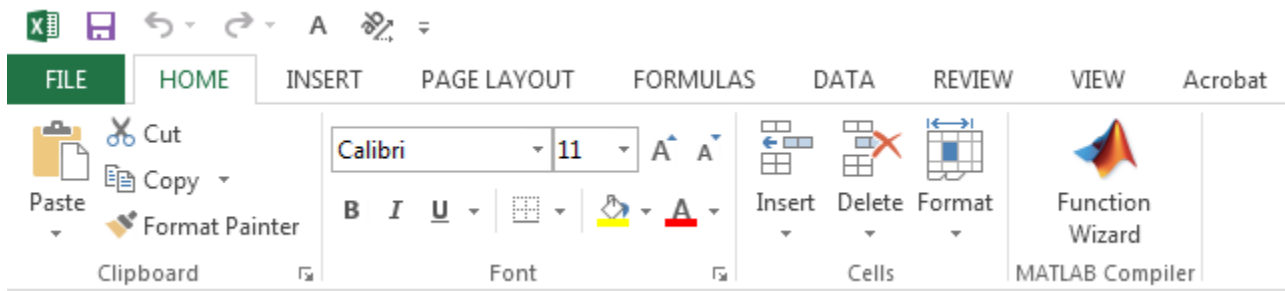 A
FILE HOME INSERT PAGE LAYOUT FORMULAS DATA REVIEW VIEW Acrobat
Cut
Copy
Paste
Format Painter
Clipboard
Calibri 11 A A
B I U A
Font
Insert Delete Format
Cells
Function
Wizard
MATLAB Compiler